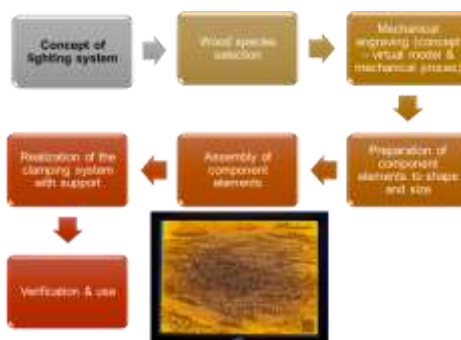 Concept of
lighting system
Wood species
selection
Mechanical
engraving (concept
– virtual model &
mechanical process)
Preparation of
component
elements to shape
and size
Assembly of
component
elements
Realization of the
clamping system
with support
Verification & use